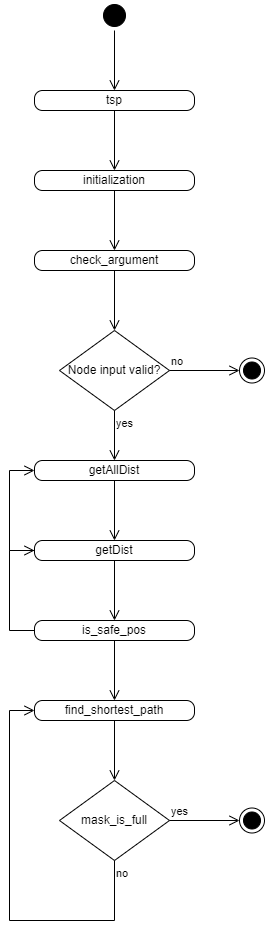 tsp
initialization
check_argument
Node input valid?
no
yes
getAllDist
getDist
is_safe_pos
find_shortest_path
mask_is_full
yes
no